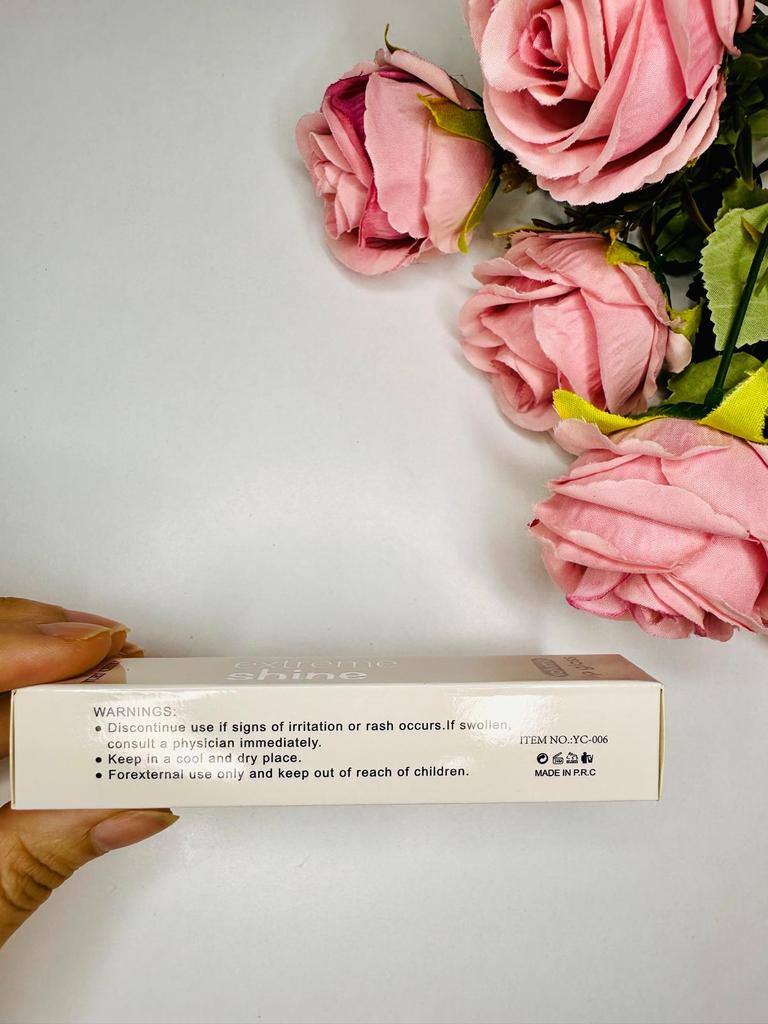 extreme
shine
WARNINGS:
● Discontinue use if signs of irritation or rash occurs.If swollen,
consult a physician immediately.
● Keep in a cool and dry place.
● Forexternal use only and keep out of reach of children.
ITEM NO.:YC-006
MADE IN P.R.C